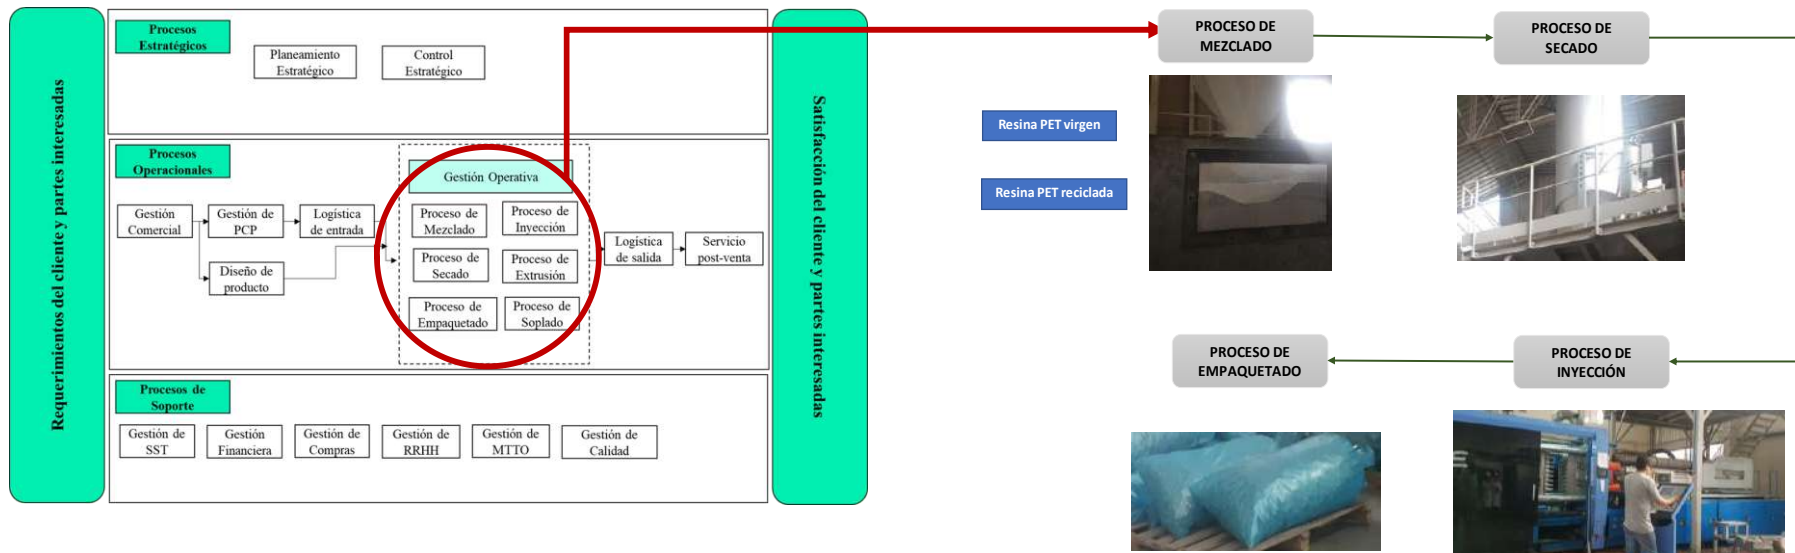 Requerimientos del cliente y partes interesadas
Procesos
Estratégicos
Planeamiento
Estratégico
Control
Estratégico
Procesos
Operacionales
Gestión
Comercial
Gestión de
PCP
Logística
de entrada
Diseño de
producto
Gestión Operativa
Proceso de
Mezclado
Proceso de
Inyección
Proceso de
Secado
Proceso de
Extrusión
Proceso de
Empaquetado
Proceso de
Soplado
Logística
de salida
Servicio
post-venta
Procesos de
Soporte
Gestión de
SST
Gestión
Financiera
Gestión de
Compras
Gestión de
RRHH
Gestión de
MTTO
Gestión de
Calidad
Satisfacción del cliente y partes interesadas
PROCESO DE
MEZCLADO
PROCESO DE
SECADO
Resina PET virgen
Resina PET reciclada
PROCESO DE
EMPAQUETADO
PROCESO DE
INYECCIÓN